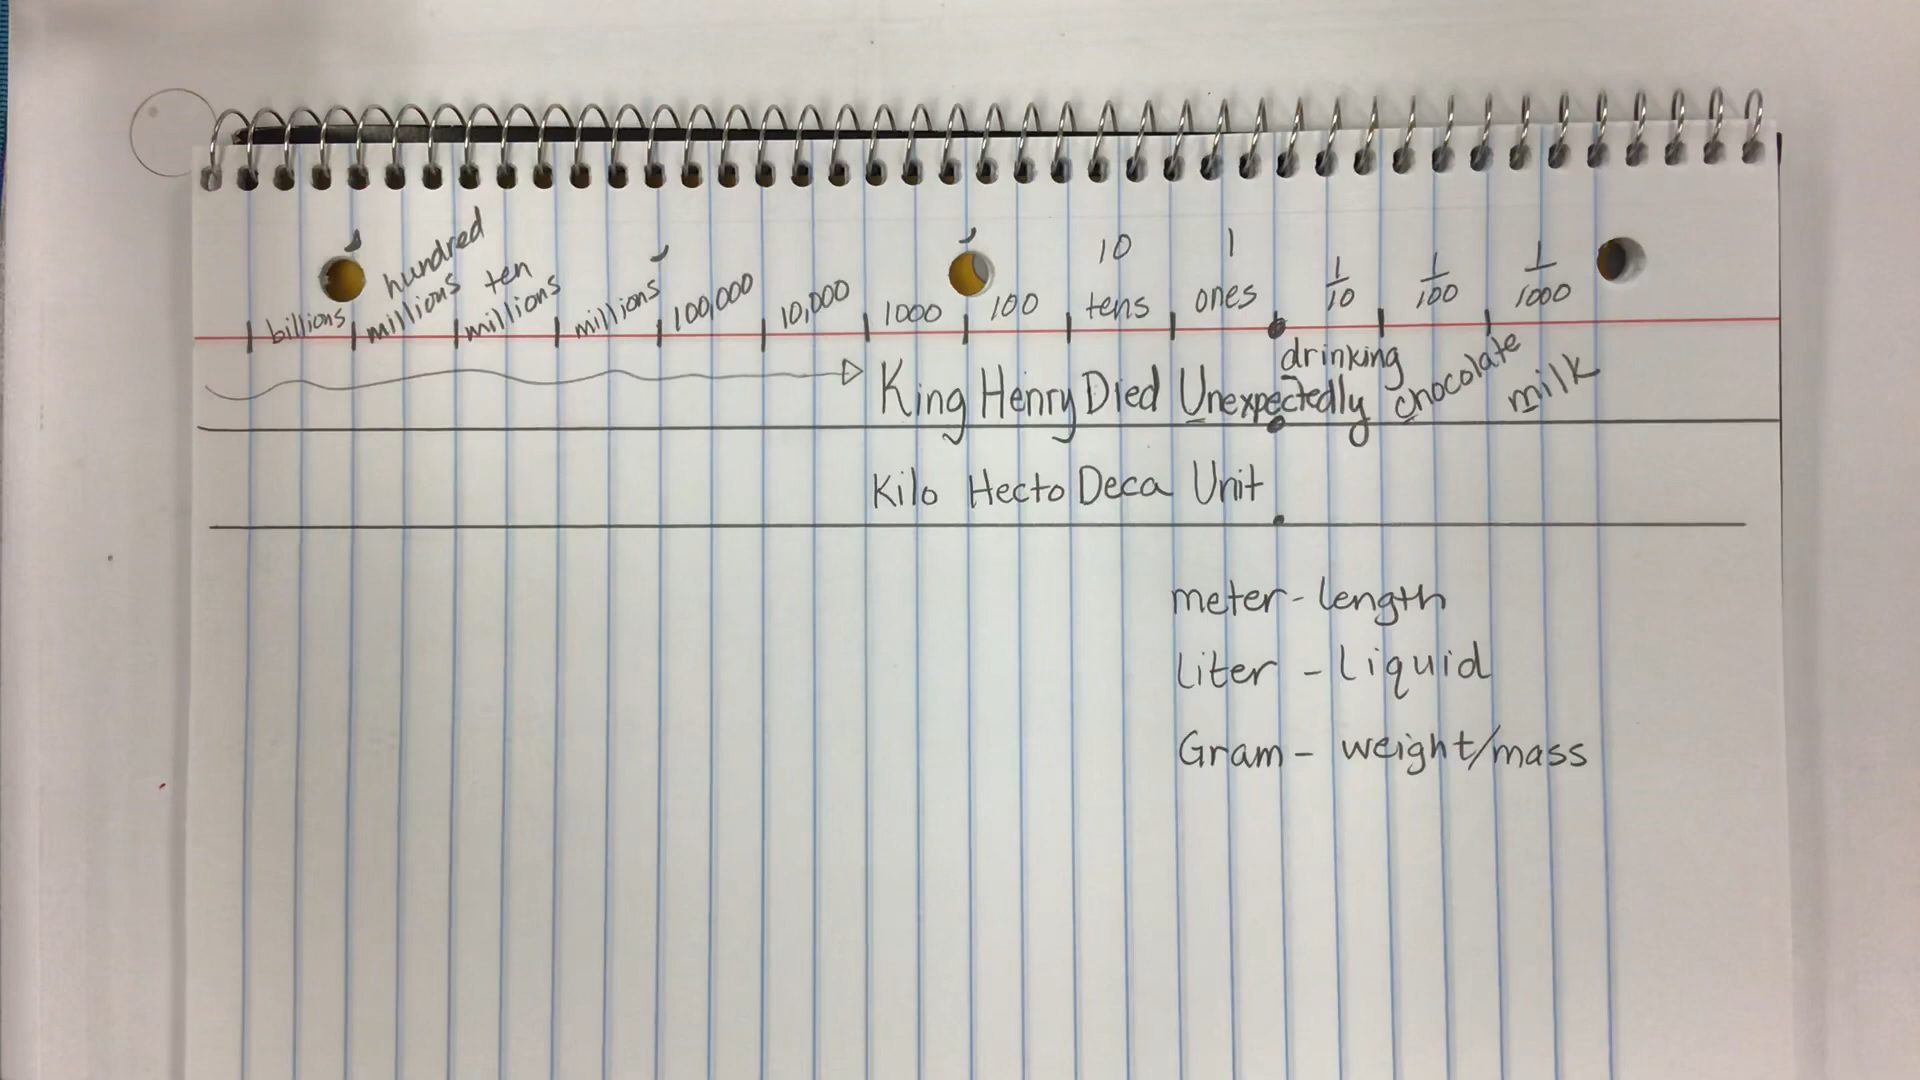 billions hundred millions ten millions millions 100,000 10,000 1000 100 10 tens 1 ones 1/10 1/100 1/1000
King Henry Died Unexpectedly drinking chocolate milk
Kilo Hecto Deca Unit
meter - length
Liter - Liquid
Gram - weight/mass